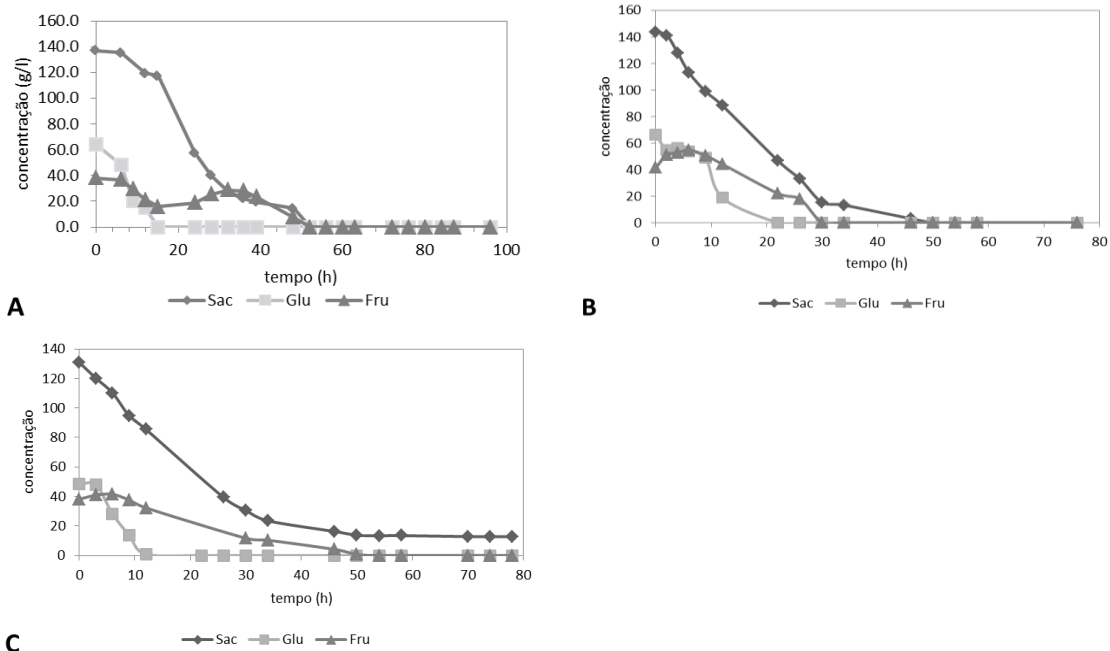 160.0
140.0
120.0
100.0
80.0
60.0
40.0
20.0
0.0
concentração (g/l)
0 20 40 60 80 100
tempo (h)
Sac Glu Fru
A
160
140
120
100
80
60
40
20
0
concentração
0 10 20 30 40 50 60 70 80
tempo (h)
Sac Glu Fru
B
140
120
100
80
60
40
20
0
concentração
0 10 20 30 40 50 60 70 80
tempo (h)
Sac Glu Fru
C